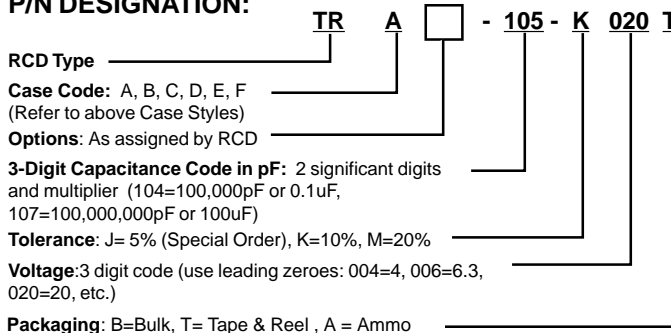 P/N DESIGNATION:
TR A - 105 - K 020 T
RCD Type
Case Code: A, B, C, D, E, F
(Refer to above Case Styles)
Options: As assigned by RCD
3-Digit Capacitance Code in pF: 2 significant digits
and multiplier (104=100,000pF or 0.1uF,
107=100,000,000pF or 100uF)
Tolerance: J= 5% (Special Order), K=10%, M=20%
Voltage:3 digit code (use leading zeroes: 004=4, 006=6.3,
020=20, etc.)
Packaging: B=Bulk, T= Tape & Reel , A = Ammo